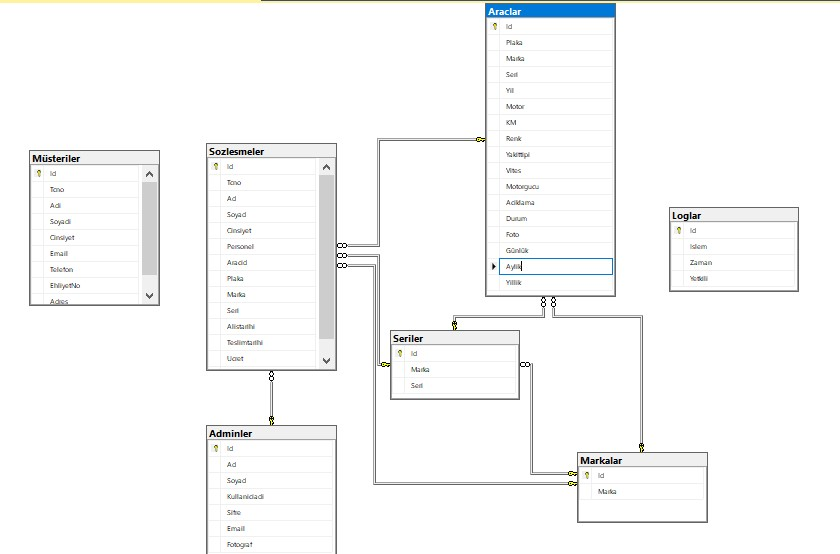 Araclar
Id
Plaka
Marka
Seri
Yil
Motor
KM
Renk
Yakittipi
Vites
Motorgucu
Aciklama
Durum
Foto
Günlük
Aylik
Yillik
Müsteriler
Id
Tcno
Adi
Soyadi
Cinsiyet
Email
Telefon
EhliyetNo
Adres
Sozlesmeler
Id
Tcno
Ad
Soyad
Cinsiyet
Personel
Aracid
Plaka
Marka
Seri
Alistarihi
Teslimtarihi
Ucret
Loglar
Id
Islem
Zaman
Yetkili
Seriler
Id
Marka
Seri
Adminler
Id
Ad
Soyad
Kullaniciadi
Sifre
Email
Fotograf
Markalar
Id
Marka